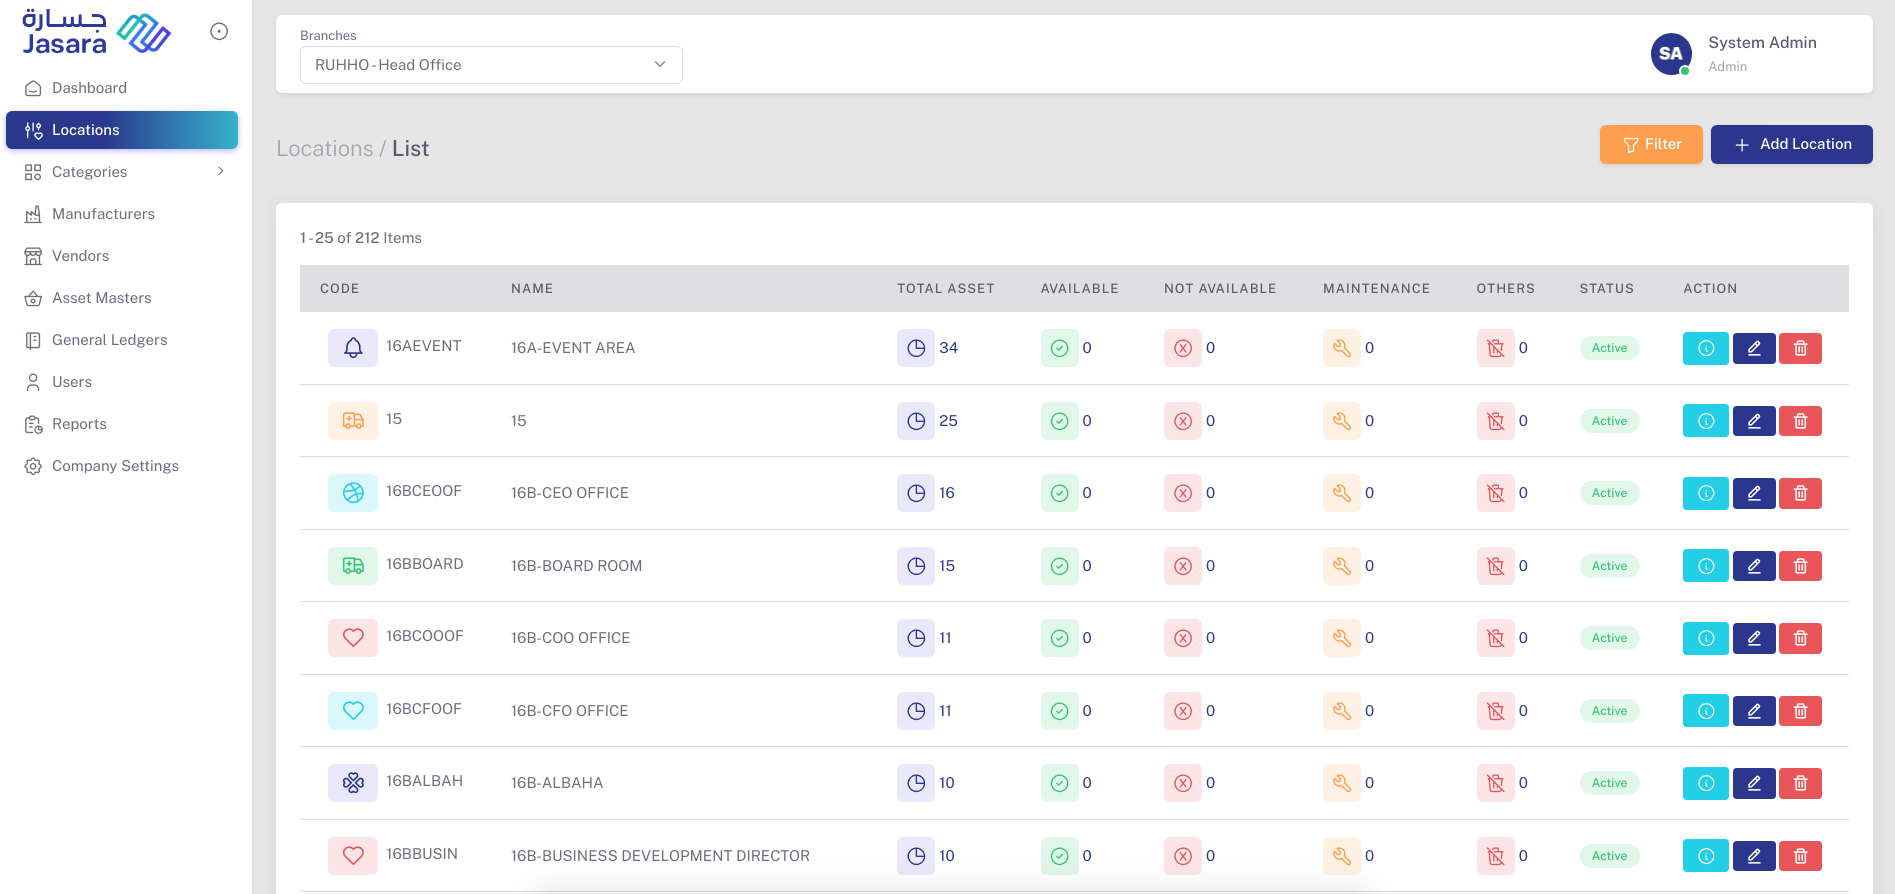 جسارة
Jasara
Dashboard
Locations
Categories
Manufacturers
Vendors
Asset Masters
General Ledgers
Users
Reports
Company Settings
Branches
RUHHO - Head Office
SA
System Admin
Admin
Locations / List
Filter
Add Location
1 - 25 of 212 Items
CODE NAME TOTAL ASSET AVAILABLE NOT AVAILABLE MAINTENANCE OTHERS STATUS ACTION
16AEVENT 16A-EVENT AREA 34 0 0 0 0 Active
15 15 25 0 0 0 0 Active
16BCEOOF 16B-CEO OFFICE 16 0 0 0 0 Active
16BBOARD 16B-BOARD ROOM 15 0 0 0 0 Active
16BCOOOF 16B-COO OFFICE 11 0 0 0 0 Active
16BCFOOF 16B-CFO OFFICE 11 0 0 0 0 Active
16BALBAH 16B-ALBAHA 10 0 0 0 0 Active
16BBUSIN 16B-BUSINESS DEVELOPMENT DIRECTOR 10 0 0 0 0 Active